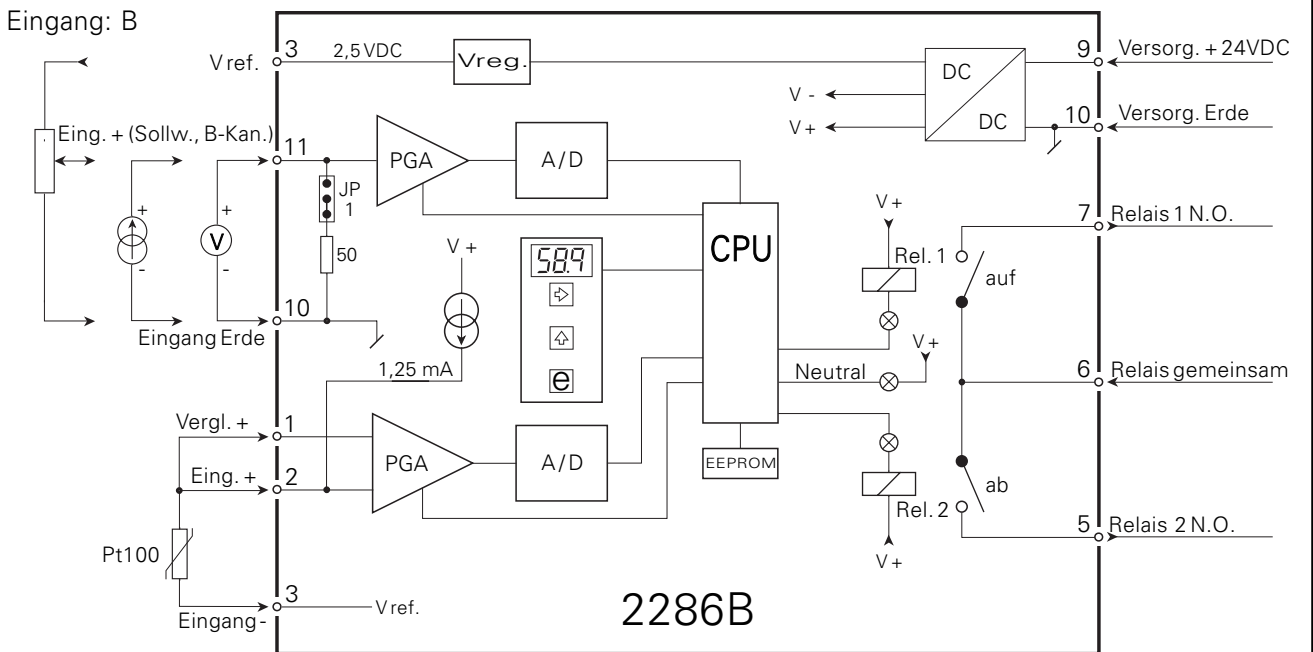 Eingang: B
V ref.
3
2,5 VDC
Vreg.
DC
DC
V -
V +
9
Versorg. + 24VDC
10
Versorg. Erde
Eing. + (Sollw., B-Kan.)
11
PGA
A/D
JP
1
50
+
-
+
V
-
10
Eingang Erde
V +
1,25 mA
58.9
e
CPU
EEPROM
V +
Rel. 1
auf
7
Relais 1 N.O.
Neutral
V +
6
Relais gemeinsam
Rel. 2
ab
V +
5
Relais 2 N.O.
Vergl. +
1
Eing. +
2
PGA
A/D
Pt100
3
V ref.
Eingang -
2286B